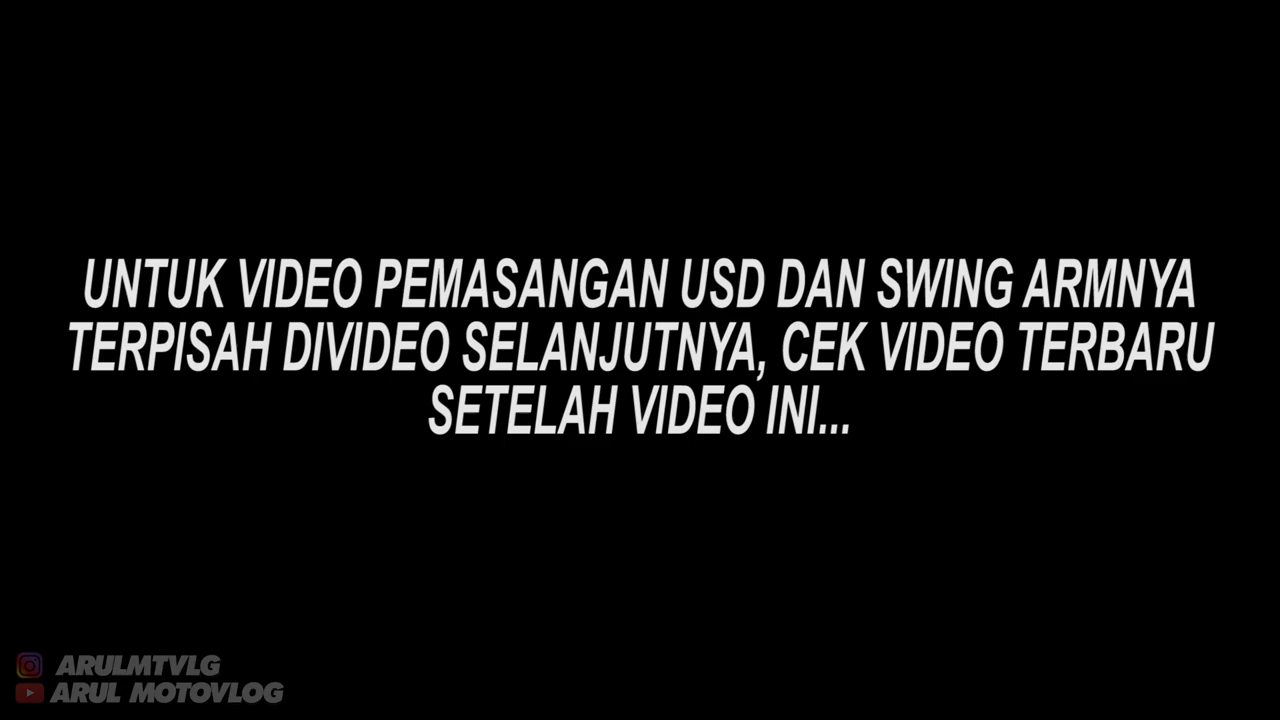 UNTUK VIDEO PEMASANGAN USD DAN SWING ARMNYA
TERPISAH DIVIDEO SELANJUTNYA, CEK VIDEO TERBARU
SETELAH VIDEO INI...
ARULMTVLG
ARUL MOTOVLOG